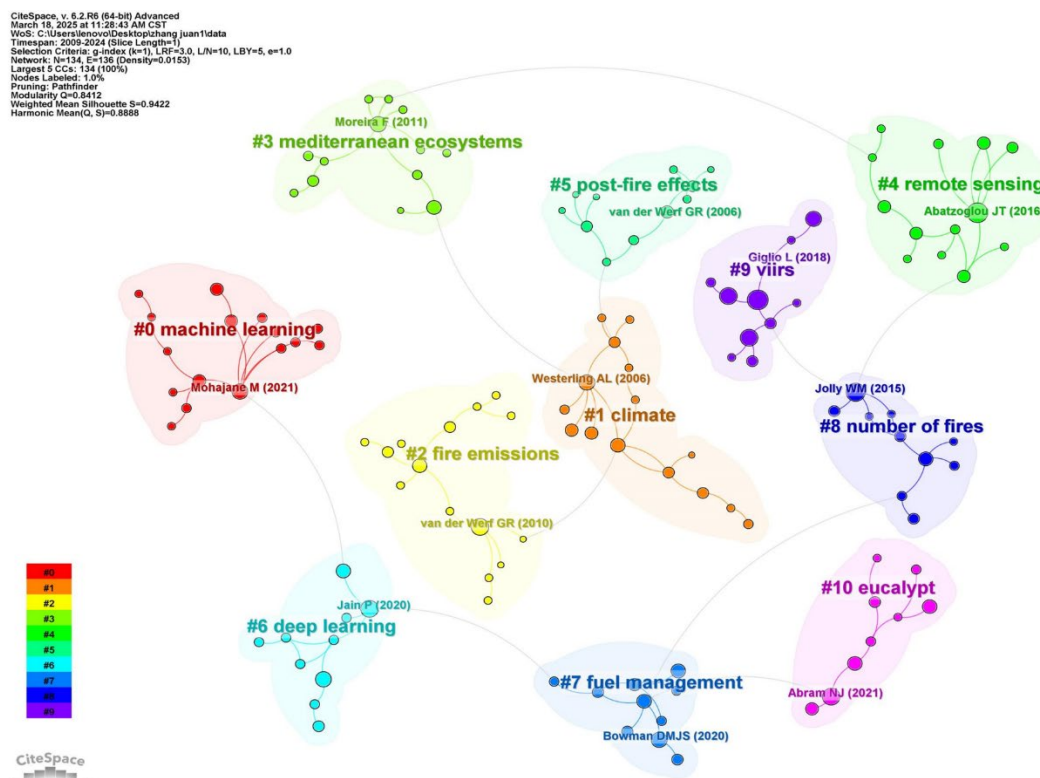 CiteSpace, v. 6.2.R6 (64-bit) Advanced
March 18, 2025 at 11:28:43 AM CST
WoS: C:\Users\lenovo\Desktop\zhang juan1\data
Timespan: 2009-2024 (Slice Length=1)
Selection Criteria: g-index (k=1), LRF=3.0, L/N=10, LBY=5, e=1.0
Network: N=134, E=136 (Density=0.0153)
Largest 5 CCs: 134 (100%)
Nodes Labeled: 1.0%
Pruning: Pathfinder
Modularity Q=0.8412
Weighted Mean Silhouette S=0.9422
Harmonic Mean(Q, S)=0.8888
Moreira F (2011)
#3 mediterranean ecosystems
#5 post-fire effects
van der Werf GR (2006)
#4 remote sensing
Abatzoglou JT (2016
Giglio L (2018)
#9 viirs
#0 machine learning
Mohajane M (2021)
Westerling AL (2006)
#1 climate
Jolly WM (2015)
#8 number of fires
#2 fire emissions
van der Werf GR (2010)
#10 eucalypt
Abram NJ (2021)
Jain P (2020)
#6 deep learning
#7 fuel management
Bowman DMJS (2020)
#0
#1
#2
#3
#4
#5
#6
#7
#8
#9
CiteSpace